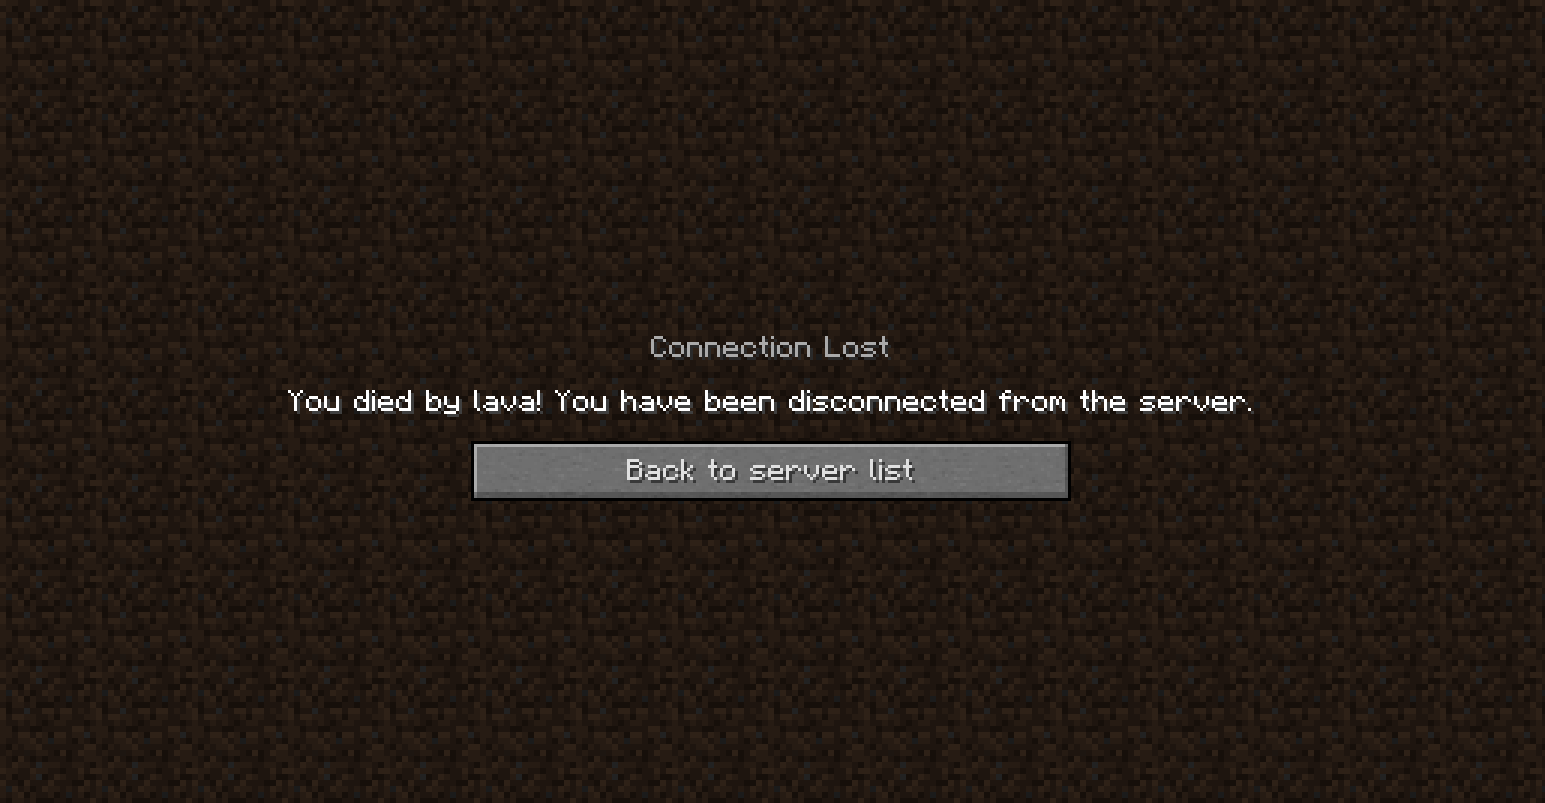 Connection Lost
You died by lava! You have been disconnected from the server.
Back to server list